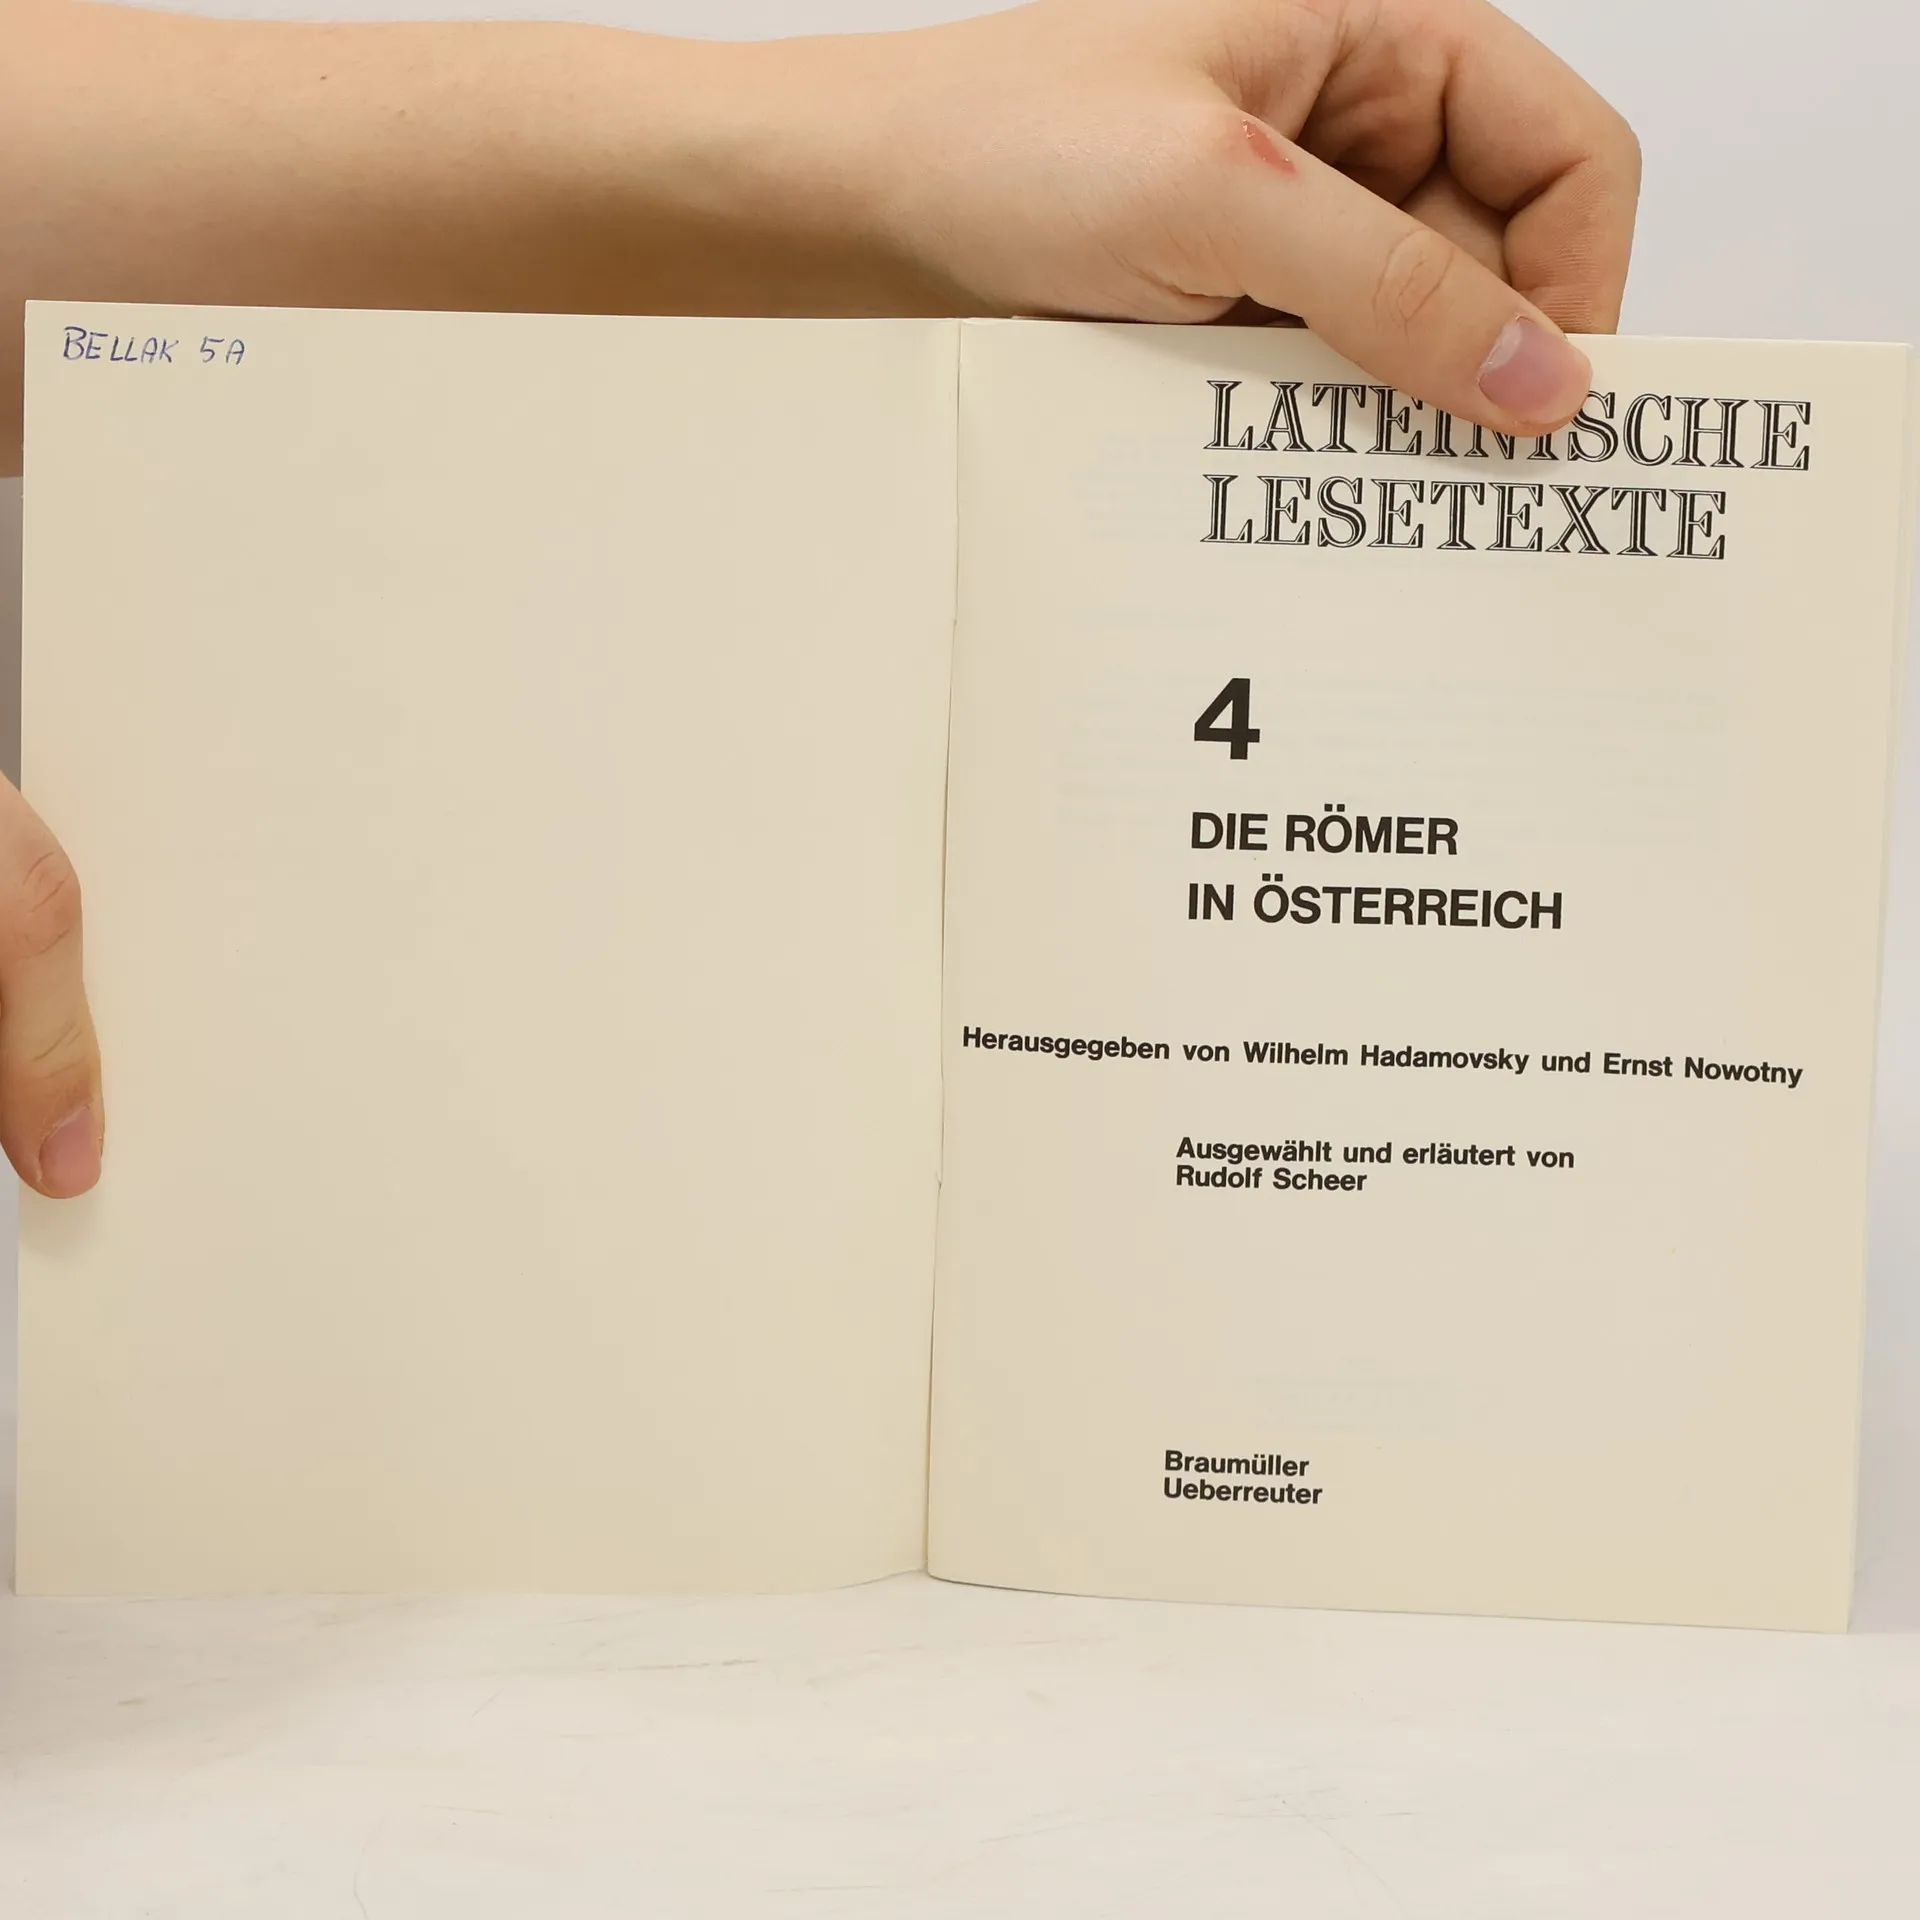 BELLAK 5A
LATEINISCHE
LESETEXTE
4
DIE RÖMER
IN ÖSTERREICH
Herausgegeben von Wilhelm Hadamovsky und Ernst Nowotny
Ausgewählt und erläutert von
Rudolf Scheer
Braumüller
Ueberreuter